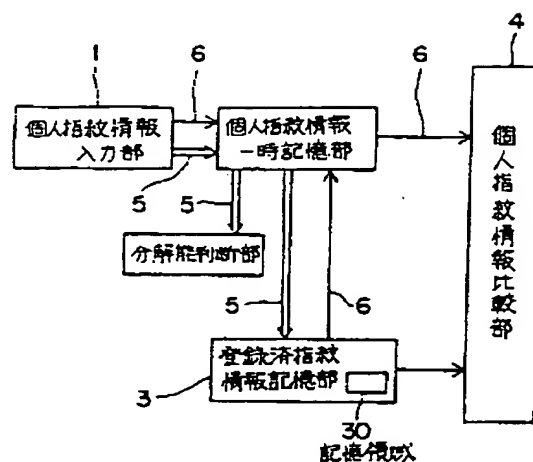 1
6
個人指紋情報
入力部
5
個人指紋情報
一時記憶部
6
4
個人指紋情報比較部
5
分解能判断部
5
6
登録済指紋
情報記憶部
3
30
記憶領域